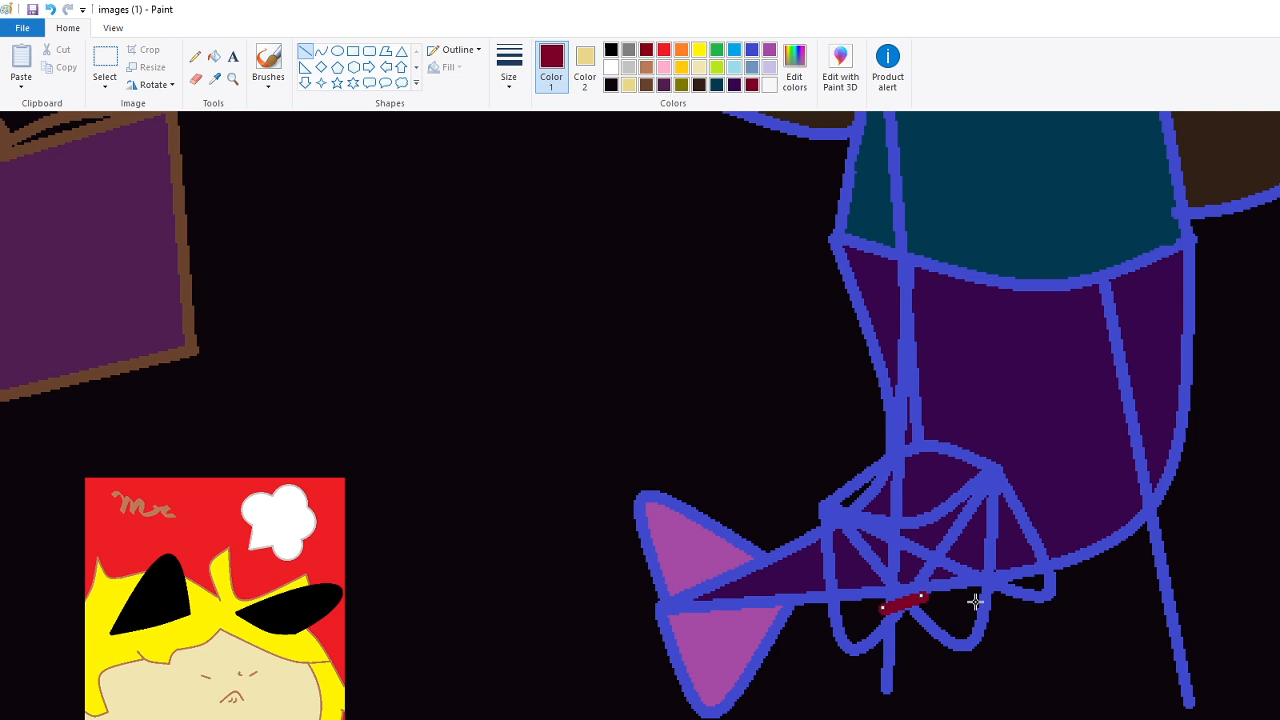 images (1) - Paint
File Home View
Paste Cut Copy Clipboard
Select Crop Resize Rotate Image
Tools
Brushes
Shapes Outline Fill
Size
Color 1
Color 2
Colors
Edit colors
Edit with Paint 3D
Product alert